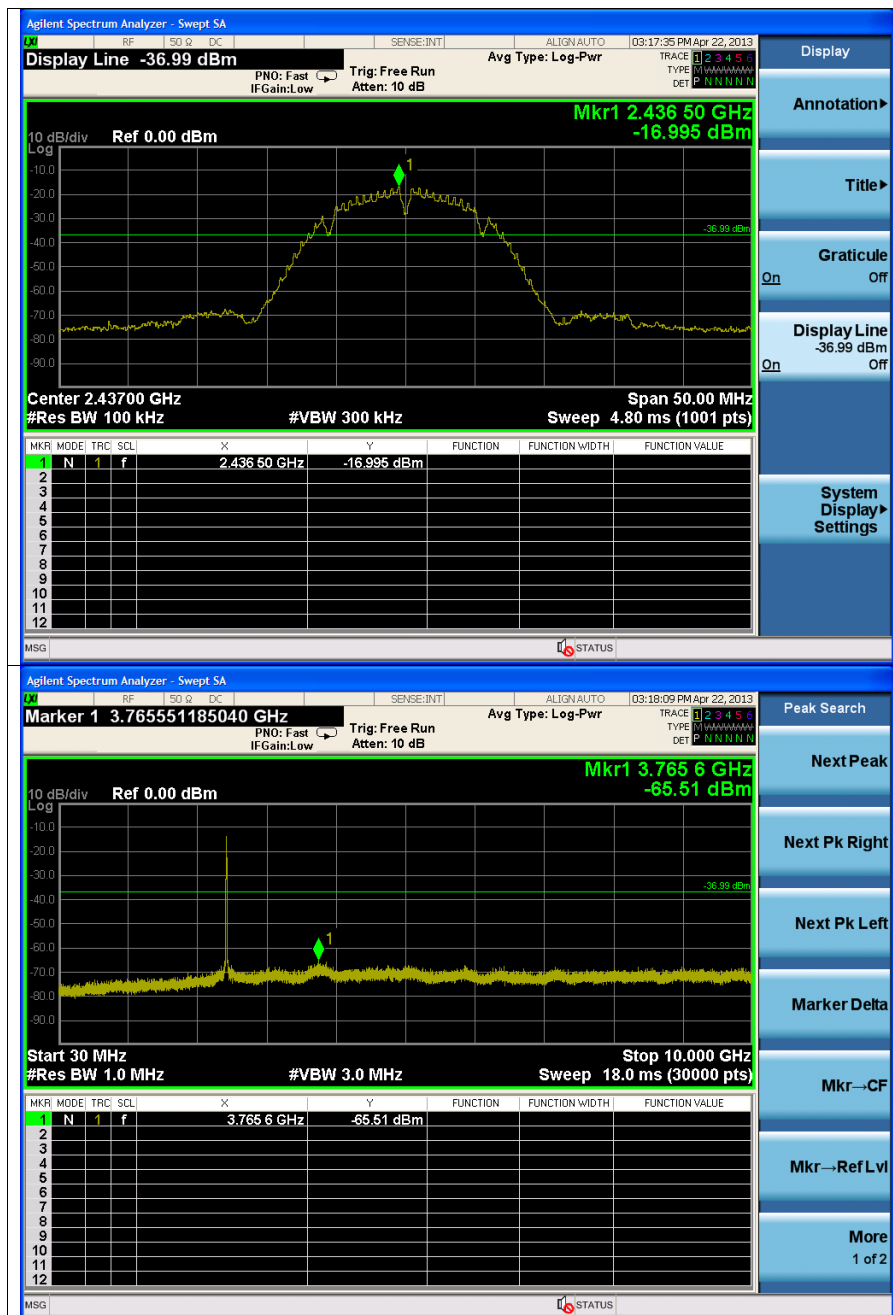 Agilent Spectrum Analyzer - Swept SA
LXI RF 50 Ω DC SENSE:INT ALIGN AUTO 03:17:35 PM Apr 22, 2013
Display Line -36.99 dBm
PNO: Fast
IFGain:Low
Trig: Free Run
Atten: 10 dB
Avg Type: Log-Pwr
TRACE 1 2 3 4 5 6
TYPE M W W W W W
DET P N N N N N
Mkr1 2.436 50 GHz
-16.995 dBm
10 dB/div Ref 0.00 dBm
Log
1
-10.0
-20.0
-30.0
-36.99 dBm
-40.0
-50.0
-60.0
-70.0
-80.0
-90.0
Center 2.43700 GHz Span 50.00 MHz
#Res BW 100 kHz #VBW 300 kHz Sweep 4.80 ms (1001 pts)
MKR MODE TRC SCL X Y FUNCTION FUNCTION WIDTH FUNCTION VALUE
1 N 1 f 2.436 50 GHz -16.995 dBm
2
3
4
5
6
7
8
9
10
11
12
MSG STATUS
Display
Annotation
Title
Graticule
On Off
Display Line
-36.99 dBm
On Off
System
Display
Settings
Agilent Spectrum Analyzer - Swept SA
LXI RF 50 Ω DC SENSE:INT ALIGN AUTO 03:18:09 PM Apr 22, 2013
Marker 1 3.765551185040 GHz
PNO: Fast
IFGain:Low
Trig: Free Run
Atten: 10 dB
Avg Type: Log-Pwr
TRACE 1 2 3 4 5 6
TYPE M W W W W W
DET P N N N N N
Mkr1 3.765 6 GHz
-65.51 dBm
10 dB/div Ref 0.00 dBm
Log
-10.0
-20.0
-30.0
-36.99 dBm
-40.0
-50.0
1
-60.0
-70.0
-80.0
-90.0
Start 30 MHz Stop 10.000 GHz
#Res BW 1.0 MHz #VBW 3.0 MHz Sweep 18.0 ms (30000 pts)
MKR MODE TRC SCL X Y FUNCTION FUNCTION WIDTH FUNCTION VALUE
1 N 1 f 3.765 6 GHz -65.51 dBm
2
3
4
5
6
7
8
9
10
11
12
MSG STATUS
Peak Search
Next Peak
Next Pk Right
Next Pk Left
Marker Delta
Mkr→CF
Mkr→Ref Lvl
More
1 of 2